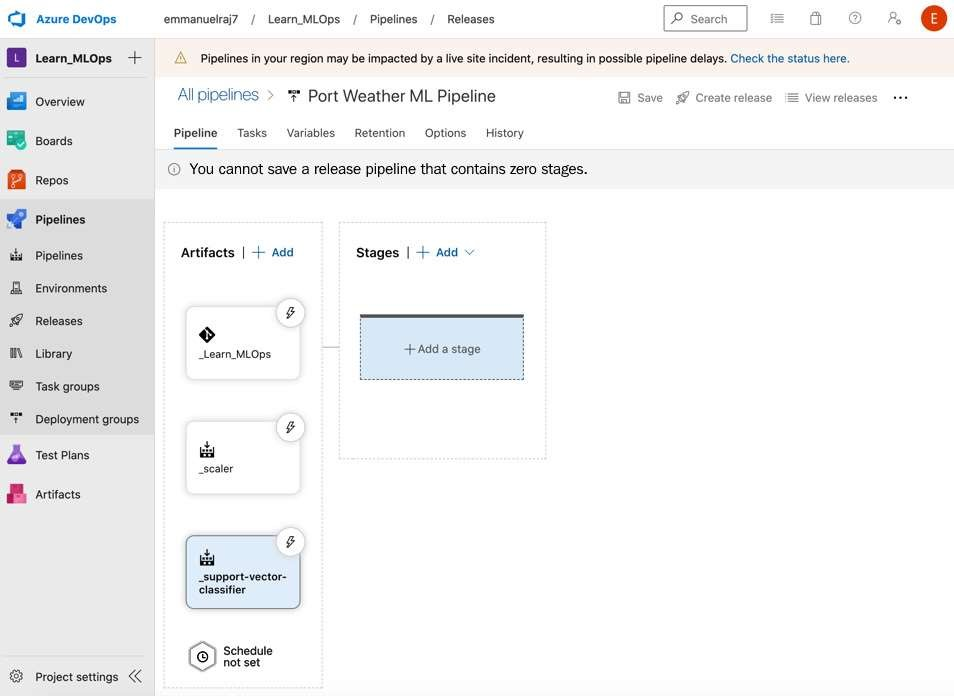 Azure DevOps
emmanuelraj7 / Learn_MLOps / Pipelines / Releases
Search
E
L Learn_MLOps
Pipelines in your region may be impacted by a live site incident, resulting in possible pipeline delays. Check the status here.
All pipelines > Port Weather ML Pipeline
Save
Create release
View releases
...
Pipeline Tasks Variables Retention Options History
You cannot save a release pipeline that contains zero stages.
Overview
Boards
Repos
Pipelines
Pipelines
Environments
Releases
Library
Task groups
Deployment groups
Test Plans
Artifacts
Project settings
Artifacts | + Add
_Learn_MLOps
_scaler
_support-vector-
classifier
Schedule
not set
Stages | + Add
+ Add a stage